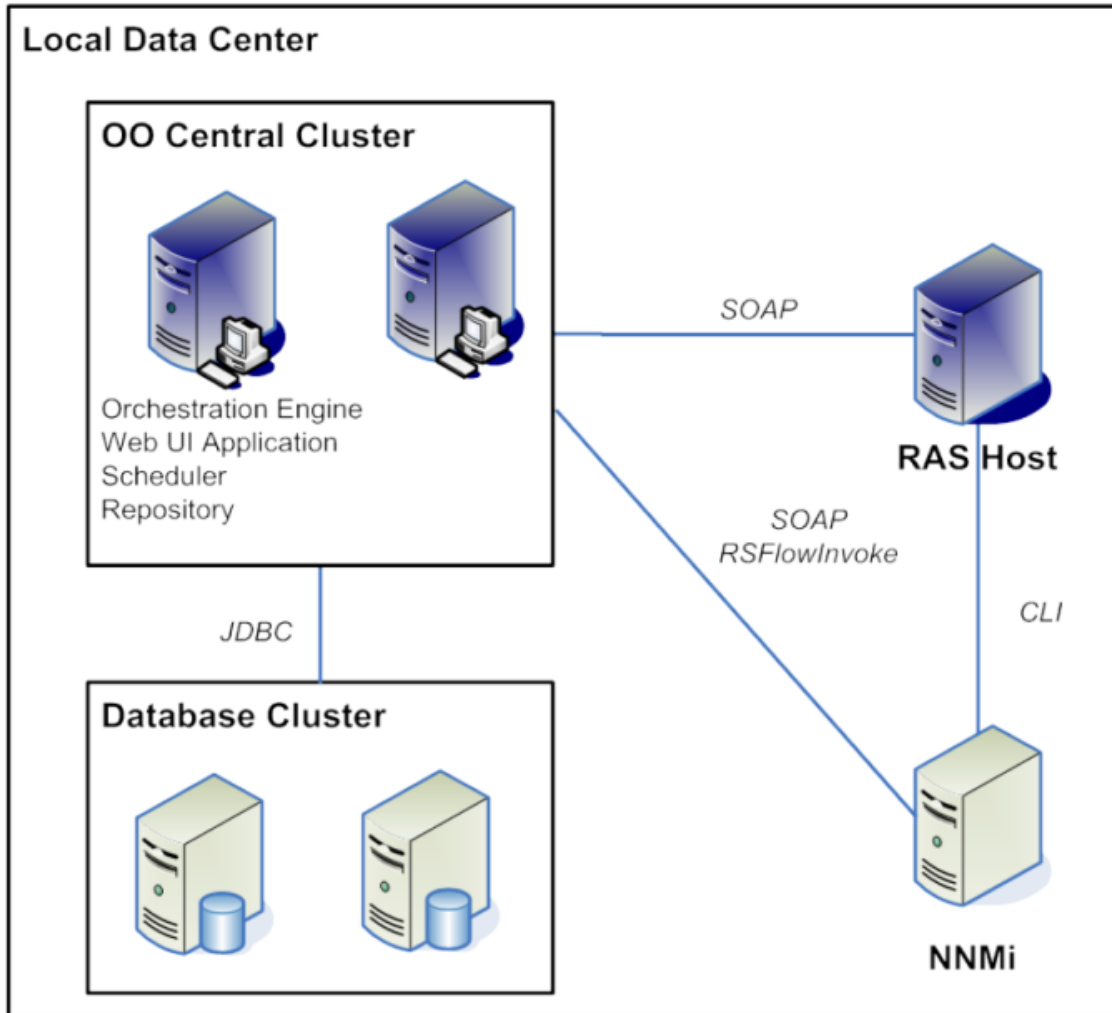 Local Data Center
OO Central Cluster
SOAP
Orchestration Engine
Web UI Application
Scheduler
Repository
RAS Host
SOAP
RSFlowInvoke
JDBC
CLI
Database Cluster
NNMi